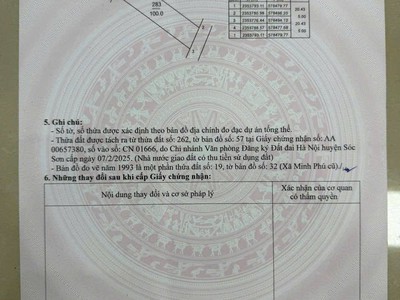 283
100.0
5. Ghi chú:
- Số tờ, số thửa được xác định theo bản đồ địa chính đo đạc dự án tổng thể.
- Thửa đất được tách ra từ thửa đất số: 262, tờ bản đồ số: 57 tại Giấy chứng nhận số: AA
00657380, số vào sổ: CN 01666, do Chi nhánh Văn phòng Đăng ký Đất đai Hà Nội huyện Sóc
Sơn cấp ngày 07/2/2025. (Nhà nước giao đất có thu tiền sử dụng đất)
- Bản đồ đo vẽ năm 1993 là một phần thửa đất số: 19, tờ bản đồ số: 32 (Xã Minh Phú cũ)./.
6. Những thay đổi sau khi cấp Giấy chứng nhận:
Nội dung thay đổi và cơ sở pháp lý
Xác nhận của cơ quan
có thẩm quyền